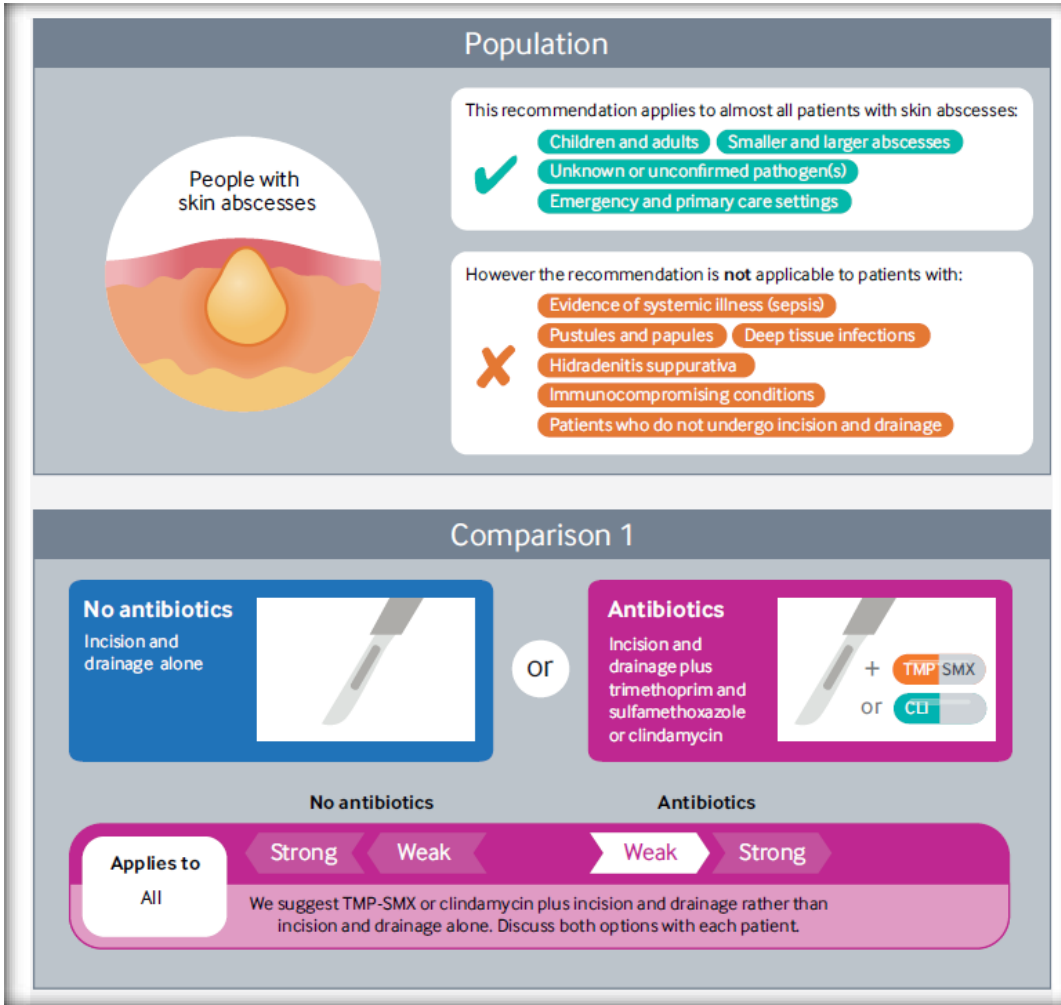 Population
People with
skin abscesses
This recommendation applies to almost all patients with skin abscesses:
Children and adults Smaller and larger abscesses
Unknown or unconfirmed pathogen(s)
Emergency and primary care settings
However the recommendation is not applicable to patients with:
Evidence of systemic illness (sepsis)
Pustules and papules Deep tissue infections
Hidradenitis suppurativa
Immunocompromising conditions
Patients who do not undergo incision and drainage
Comparison 1
No antibiotics
Incision and
drainage alone
or
Antibiotics
Incision and
drainage plus
trimethoprim and
sulfamethoxazole
or clindamycin
+ TMP SMX
or CLI
No antibiotics Antibiotics
Applies to
All
Strong Weak Weak Strong
We suggest TMP-SMX or clindamycin plus incision and drainage rather than
incision and drainage alone. Discuss both options with each patient.